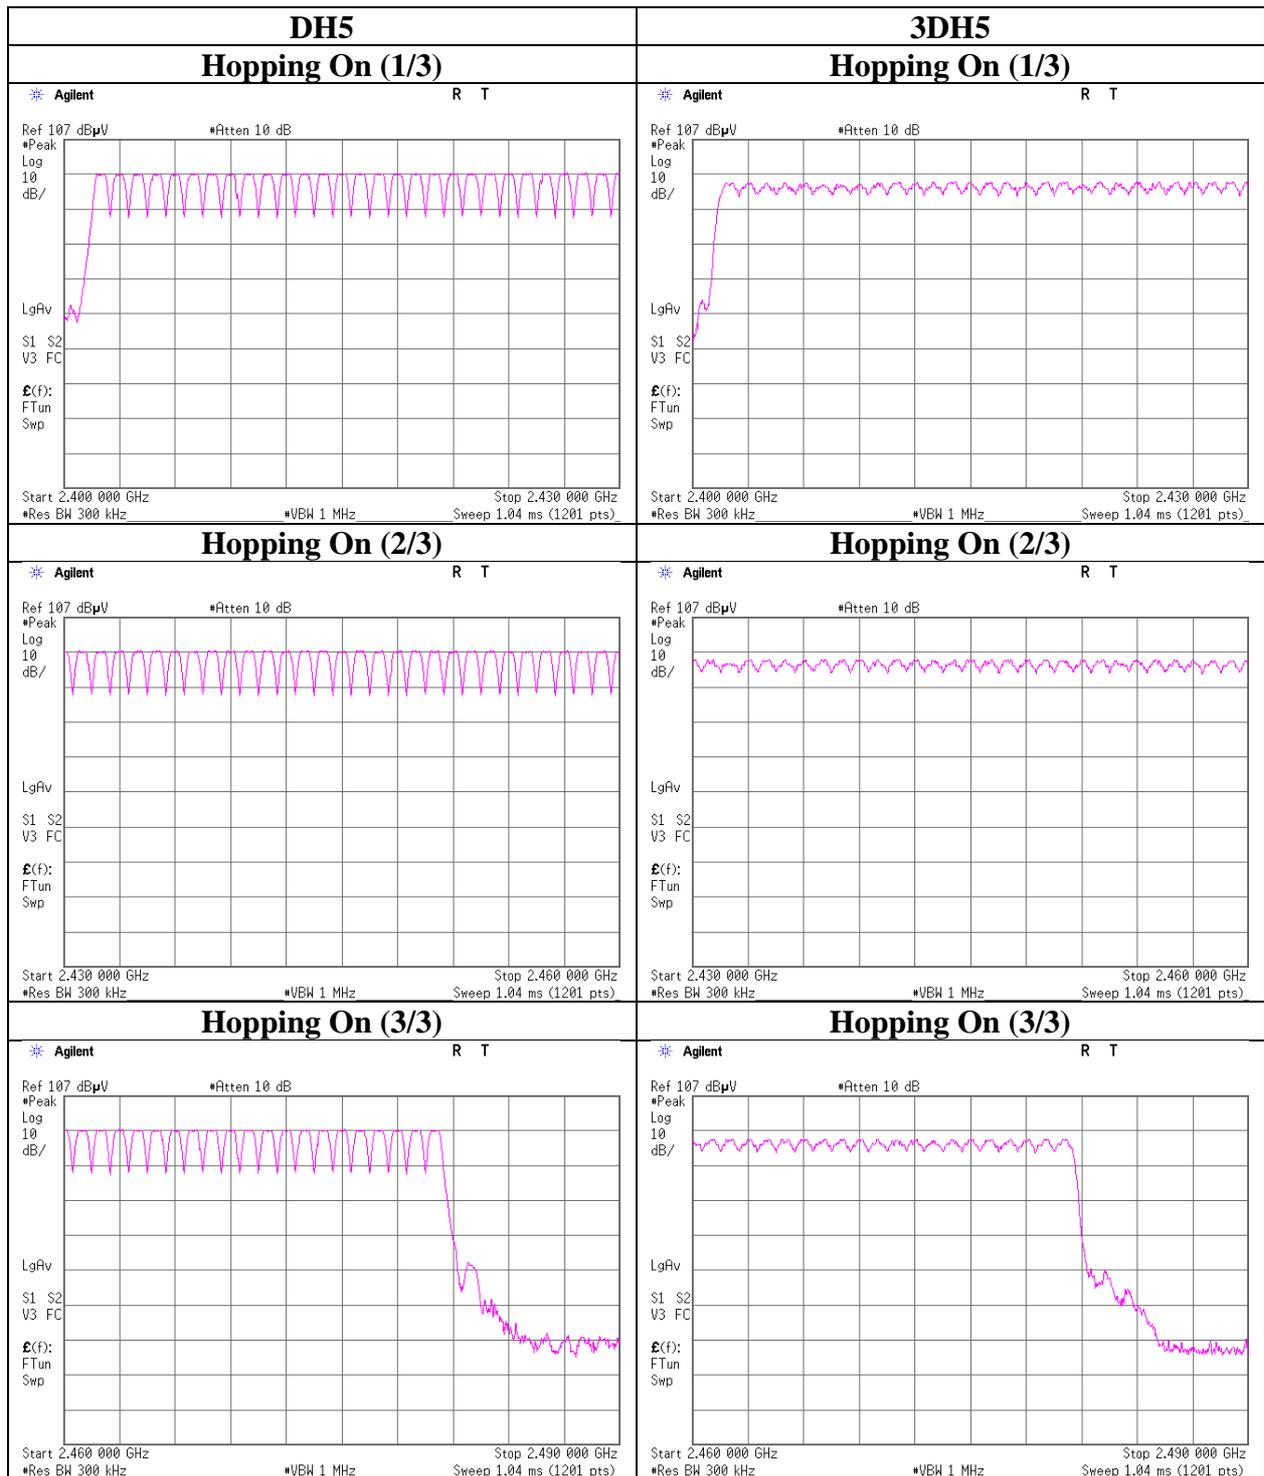 DH5 3DH5
Hopping On (1/3) Hopping On (1/3)
Agilent R T
Ref 107 dBµV #Atten 10 dB
#Peak
Log
10
dB/
LgAv
S1 S2
V3 FC
£(f):
FTun
Swp
Start 2.400 000 GHz Stop 2.430 000 GHz
#Res BW 300 kHz #VBW 1 MHz Sweep 1.04 ms (1201 pts)
Agilent R T
Ref 107 dBµV #Atten 10 dB
#Peak
Log
10
dB/
LgAv
S1 S2
V3 FC
£(f):
FTun
Swp
Start 2.400 000 GHz Stop 2.430 000 GHz
#Res BW 300 kHz #VBW 1 MHz Sweep 1.04 ms (1201 pts)
Hopping On (2/3) Hopping On (2/3)
Agilent R T
Ref 107 dBµV #Atten 10 dB
#Peak
Log
10
dB/
LgAv
S1 S2
V3 FC
£(f):
FTun
Swp
Start 2.430 000 GHz Stop 2.460 000 GHz
#Res BW 300 kHz #VBW 1 MHz Sweep 1.04 ms (1201 pts)
Agilent R T
Ref 107 dBµV #Atten 10 dB
#Peak
Log
10
dB/
LgAv
S1 S2
V3 FC
£(f):
FTun
Swp
Start 2.430 000 GHz Stop 2.460 000 GHz
#Res BW 300 kHz #VBW 1 MHz Sweep 1.04 ms (1201 pts)
Hopping On (3/3) Hopping On (3/3)
Agilent R T
Ref 107 dBµV #Atten 10 dB
#Peak
Log
10
dB/
LgAv
S1 S2
V3 FC
£(f):
FTun
Swp
Start 2.460 000 GHz Stop 2.490 000 GHz
#Res BW 300 kHz #VBW 1 MHz Sweep 1.04 ms (1201 pts)
Agilent R T
Ref 107 dBµV #Atten 10 dB
#Peak
Log
10
dB/
LgAv
S1 S2
V3 FC
£(f):
FTun
Swp
Start 2.460 000 GHz Stop 2.490 000 GHz
#Res BW 300 kHz #VBW 1 MHz Sweep 1.04 ms (1201 pts)